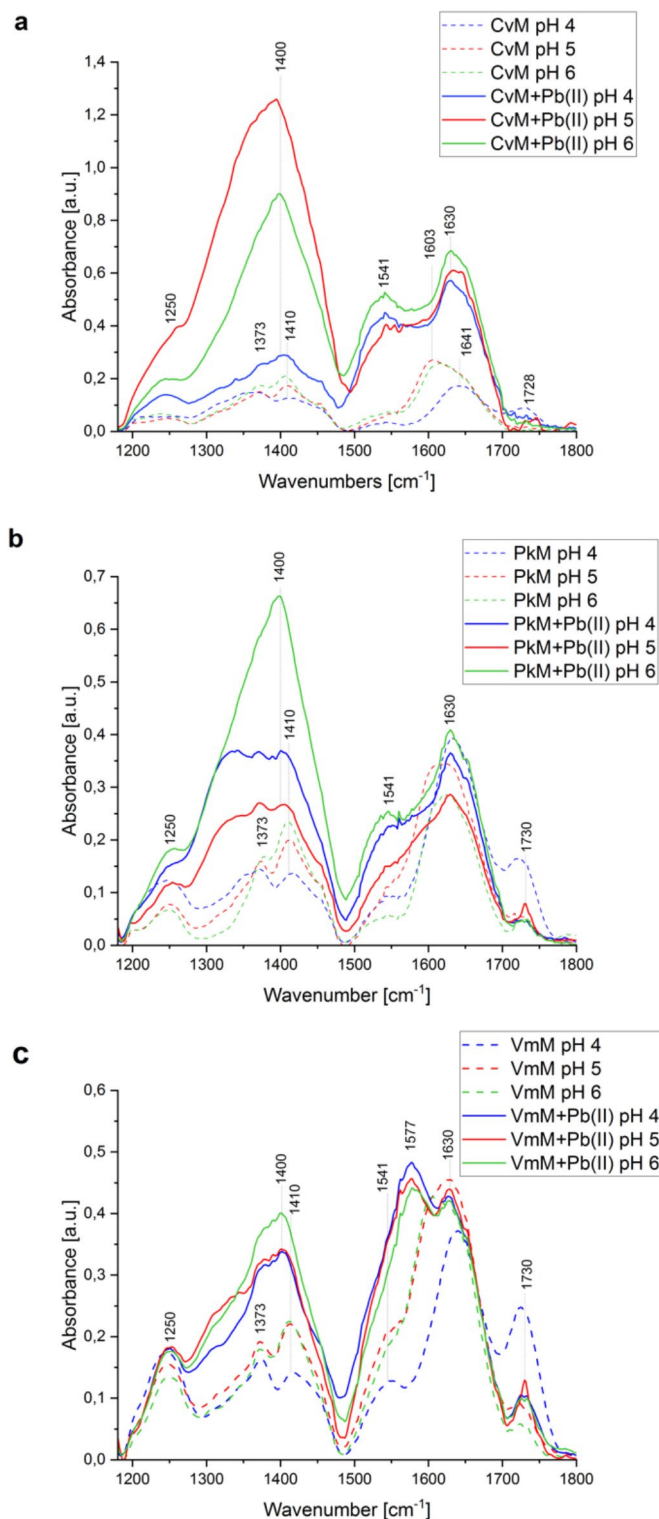 a
CvM pH 4
CvM pH 5
CvM pH 6
CvM+Pb(II) pH 4
CvM+Pb(II) pH 5
CvM+Pb(II) pH 6
1400
1,4
1,2
1,0
0,8
0,6
0,4
0,2
0,0
Absorbance [a.u.]
1250
1373
1410
1541
1603
1630
1641
1728
1200 1300 1400 1500 1600 1700 1800
Wavenumbers [cm-1]
b
PkM pH 4
PkM pH 5
PkM pH 6
PkM+Pb(II) pH 4
PkM+Pb(II) pH 5
PkM+Pb(II) pH 6
1400
0,7
0,6
0,5
0,4
0,3
0,2
0,1
0,0
Absorbance [a.u.]
1250
1373
1410
1541
1630
1730
1200 1300 1400 1500 1600 1700 1800
Wavenumber [cm-1]
c
VmM pH 4
VmM pH 5
VmM pH 6
VmM+Pb(II) pH 4
VmM+Pb(II) pH 5
VmM+Pb(II) pH 6
0,6
0,5
0,4
0,3
0,2
0,1
0,0
Absorbance [a.u.]
1250
1373
1400
1410
1541
1577
1630
1730
1200 1300 1400 1500 1600 1700 1800
Wavenumber [cm-1]